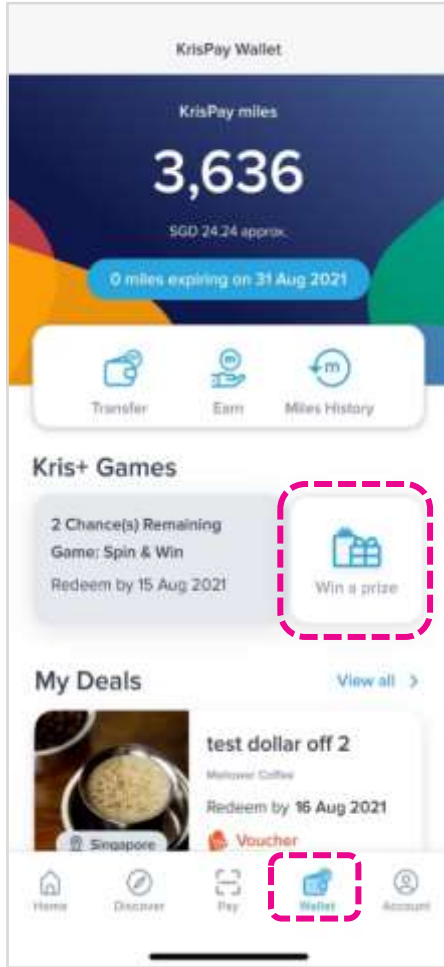 KrisPay Wallet
KrisPay miles
3,636
SGD 24.24 approx.
0 miles expiring on 31 Aug 2021
Transfer
Earn
Miles History
Kris+ Games
2 Chance(s) Remaining
Game: Spin & Win
Redeem by 15 Aug 2021
Win a prize
My Deals
View all
test dollar off 2
Mellower Coffee
Redeem by 16 Aug 2021
Singapore
Voucher
Home
Discover
Pay
Wallet
Account